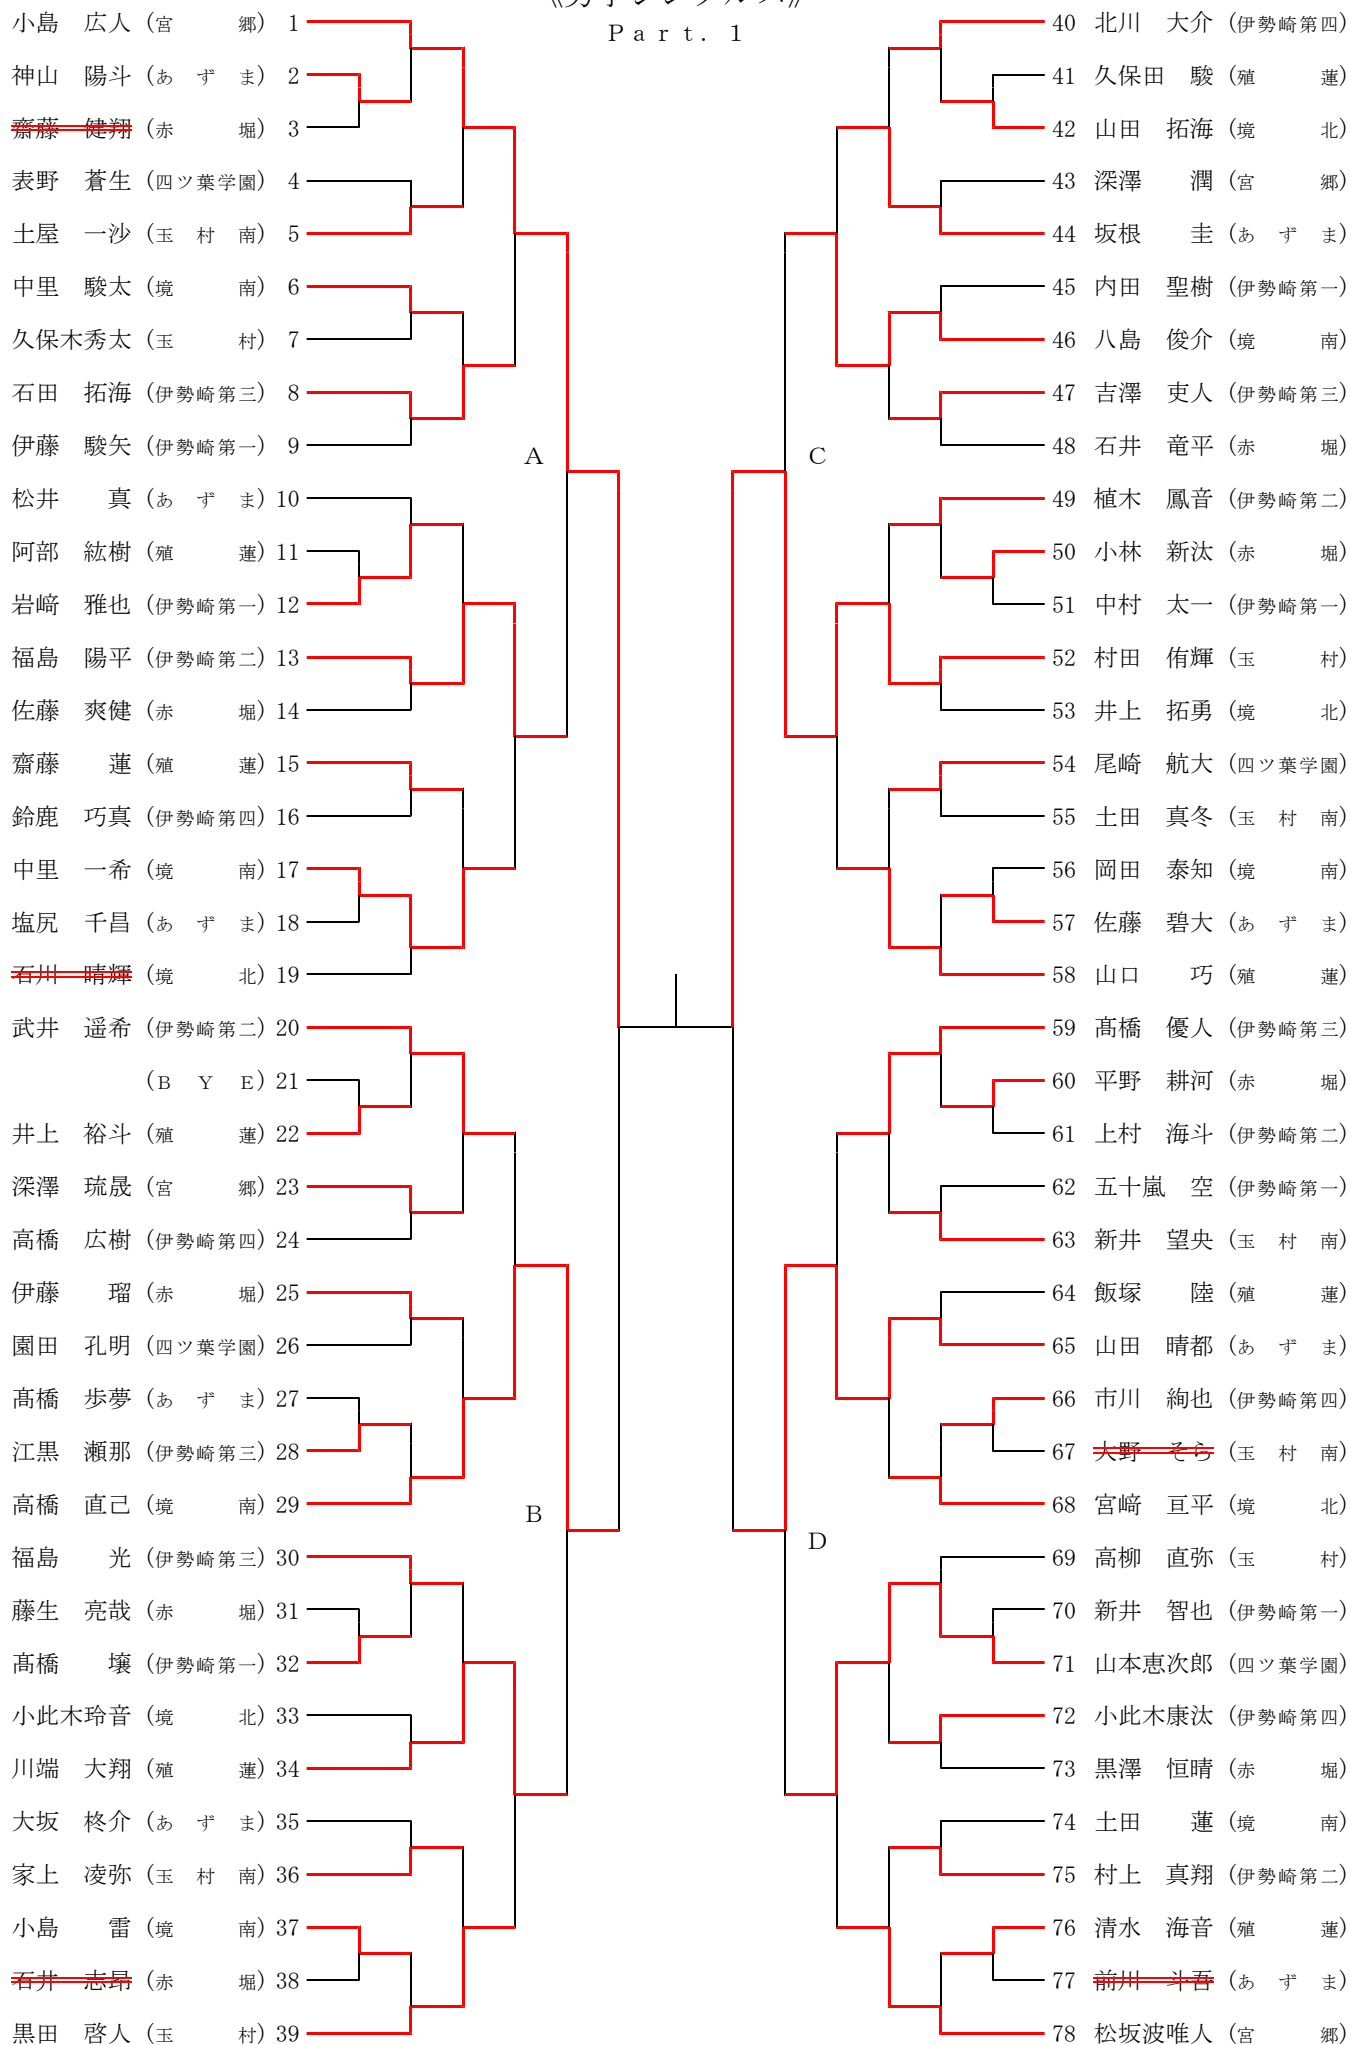 《男子シングルス》
Part. 1
小島　広人 (宮　郷) 1
神山　陽斗 (あ　ず　ま) 2
齋藤　健翔 (赤　堀) 3
表野　蒼生 (四ツ葉学園) 4
土屋　一沙 (玉　村　南) 5
中里　駿太 (境　南) 6
久保木秀太 (玉　村) 7
石田　拓海 (伊勢崎第三) 8
伊藤　駿矢 (伊勢崎第一) 9
A
松井　真 (あ　ず　ま) 10
阿部　紘樹 (殖　蓮) 11
岩﨑　雅也 (伊勢崎第一) 12
福島　陽平 (伊勢崎第二) 13
佐藤　爽健 (赤　堀) 14
齋藤　蓮 (殖　蓮) 15
鈴鹿　巧真 (伊勢崎第四) 16
中里　一希 (境　南) 17
塩尻　千昌 (あ　ず　ま) 18
石川　晴輝 (境　北) 19
武井　遥希 (伊勢崎第二) 20
(B　Y　E) 21
井上　裕斗 (殖　蓮) 22
深澤　琉晟 (宮　郷) 23
高橋　広樹 (伊勢崎第四) 24
伊藤　瑠 (赤　堀) 25
園田　孔明 (四ツ葉学園) 26
髙橋　歩夢 (あ　ず　ま) 27
江黒　瀬那 (伊勢崎第三) 28
高橋　直己 (境　南) 29
B
福島　光 (伊勢崎第三) 30
藤生　亮哉 (赤　堀) 31
髙橋　壌 (伊勢崎第一) 32
小此木玲音 (境　北) 33
川端　大翔 (殖　蓮) 34
大坂　柊介 (あ　ず　ま) 35
家上　凌弥 (玉　村　南) 36
小島　雷 (境　南) 37
石井　志昂 (赤　堀) 38
黒田　啓人 (玉　村) 39
40 北川　大介 (伊勢崎第四)
41 久保田　駿 (殖　蓮)
42 山田　拓海 (境　北)
43 深澤　潤 (宮　郷)
44 坂根　圭 (あ　ず　ま)
45 内田　聖樹 (伊勢崎第一)
46 八島　俊介 (境　南)
47 吉澤　吏人 (伊勢崎第三)
48 石井　竜平 (赤　堀)
C
49 植木　鳳音 (伊勢崎第二)
50 小林　新汰 (赤　堀)
51 中村　太一 (伊勢崎第一)
52 村田　侑輝 (玉　村)
53 井上　拓勇 (境　北)
54 尾崎　航大 (四ツ葉学園)
55 土田　真冬 (玉　村　南)
56 岡田　泰知 (境　南)
57 佐藤　碧大 (あ　ず　ま)
58 山口　巧 (殖　蓮)
59 髙橋　優人 (伊勢崎第三)
60 平野　耕河 (赤　堀)
61 上村　海斗 (伊勢崎第二)
62 五十嵐　空 (伊勢崎第一)
63 新井　望央 (玉　村　南)
64 飯塚　陸 (殖　蓮)
65 山田　晴都 (あ　ず　ま)
66 市川　絢也 (伊勢崎第四)
67 大野　そら (玉　村　南)
68 宮﨑　亘平 (境　北)
D
69 高柳　直弥 (玉　村)
70 新井　智也 (伊勢崎第一)
71 山本恵次郎 (四ツ葉学園)
72 小此木康汰 (伊勢崎第四)
73 黒澤　恒晴 (赤　堀)
74 土田　蓮 (境　南)
75 村上　真翔 (伊勢崎第二)
76 清水　海音 (殖　蓮)
77 前川　斗吾 (あ　ず　ま)
78 松坂波唯人 (宮　郷)